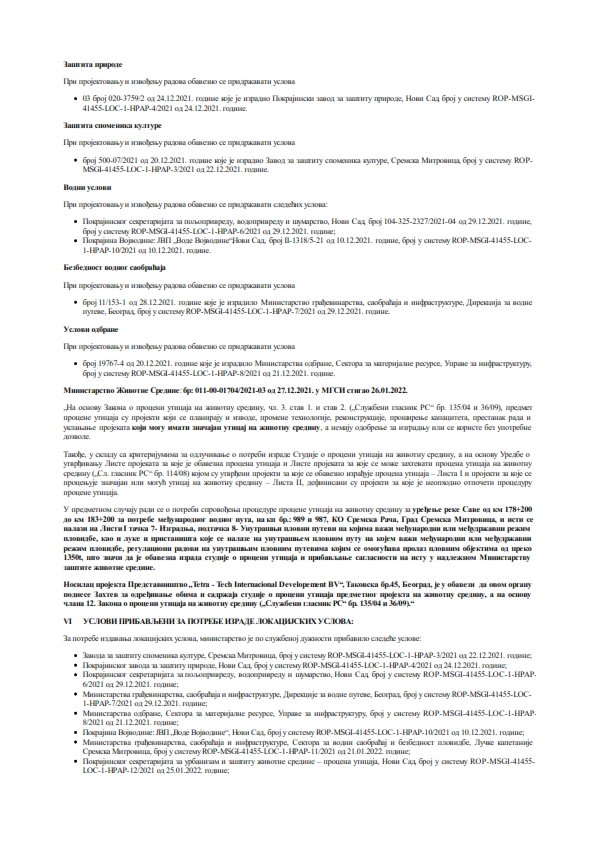 Заштита природе
При пројектовању и извођењу радова обавезно се придржавати услова
• 03 број 020-3759/2 од 24.12.2021. године које је израдио Покрајински завод за заштиту природе, Нови Сад, број у систему ROP-MSGI-
41455-LOC-1-HPAP-4/2021 од 24.12.2021. године.
Заштита споменика културе
При пројектовању и извођењу радова обавезно се придржавати услова
• број 500-07/2021 од 20.12.2021. године које је израдио Завод за заштиту споменика културе, Сремска Митровица, број у систему ROP-
MSGI-41455-LOC-1-HPAP-3/2021 од 22.12.2021. године.
Водни услови
При пројектовању и извођењу радова обавезно се придржавати следећих услова:
• Покрајинског секретаријата за пољопривреду, водопривреду и шумарство, Нови Сад, број 104-325-2327/2021-04 од 29.12.2021. године,
број у систему ROP-MSGI-41455-LOC-1-HPAP-6/2021 од 29.12.2021. године;
• Покрајина Војводине: ЈВП „Воде Војводине“Нови Сад, број II-1318/5-21 од 10.12.2021. године, број у систему ROP-MSGI-41455-LOC-
1-HPAP-10/2021 од 10.12.2021. године.
Безбедност водног саобраћаја
При пројектовању и извођењу радова обавезно се придржавати услова
• број 11/153-1 од 28.12.2021. године које је израдило Министарство грађевинарства, саобраћаја и инфраструктуре, Дирекција за водне
путеве, Београд, број у систему ROP-MSGI-41455-LOC-1-HPAP-7/2021 од 29.12.2021. године.
Услови одбране
При пројектовању и извођењу радова обавезно се придржавати услова
• број 19767-4 од 20.12.2021. године које је израдило Министарства одбране, Сектора за материјалне ресурсе, Управе за инфраструктуру,
број у систему ROP-MSGI-41455-LOC-1-HPAP-8/2021 од 21.12.2021. године.
Министарство Животне Средине: бр: 011-00-01704/2021-03 од 27.12.2021. у МГСИ стигао 26.01.2022.
„На основу Закона о процени утицаја на животну средину, чл. 3. став 1. и став 2. („Службени гласник РС“ бр. 135/04 и 36/09), предмет
процене утицаја су пројекти који се планирају и изводе, промене технологије, реконструкције, проширење капацитета, престанак рада и
уклањање пројеката који могу имати значајан утицај на животну средину, а немају одобрење за изградњу или се користе без употребне
дозволе.
Такође, у складу са критеријумима за одлучивање о потреби израде Студије о процени утицаја на животну средину, а на основу Уредбе о
утврђивању Листе пројеката за које је обавезна процена утицаја и Листе пројеката за које се може захтевати процена утицаја на животну
средину („Сл. гласник РС“ бр. 114/08) којом су утврђени пројекти за које се обавезно израђује процена утицаја – Листа I и пројекти за које се
процењује значајан или могућ утицај на животну средину – Листа II, дефинисани су пројекти за које је неопходно отпочети процедуру
процене утицаја.
У предметном случају ради се о потреби спровођења процедуре процене утицаја на животну средину за уређење реке Саве од км 178+200
до км 183+200 за потребе међународног водног пута, на кп бр.: 989 и 987, КО Сремска Рача, Град Сремска Митровица, и исти се
налази на Листи I тачка 7- Изградња, подтачка 8- Унутрашњи пловни путеви на којима важи међународни или међудржавни режим
пловидбе, као и луке и пристаништа која се налазе на унутрашњем пловном путу на којем важи међународни или међудржавни
режим пловидбе, регулациони радови на унутрашњим пловним путевима којим се омогућава пролаз пловним објектима од преко
1350t, што значи да је обавезна израда студије о процени утицаја и прибављање сагласности на исту у надлежном Министарству
заштите животне средине.
Носилац пројекта Представништво „Tetra - Tech Internacional Developement BV“, Таковска бр.45, Београд, је у обавези да овом органу
поднесе Захтев за одређивање обима и садржаја студије о процени утицаја предметног пројекта на животну средину, а на основу
члана 12. Закона о процени утицаја на животну средину („Службени гласник РС“ бр. 135/04 и 36/09).“
VI УСЛОВИ ПРИБАВЉЕНИ ЗА ПОТРЕБЕ ИЗРАДЕ ЛОКАЦИЈСКИХ УСЛОВА:
За потребе издавања локацијских услова, министарство је по службеној дужности прибавило следеће услове:
• Завода за заштиту споменика културе, Сремска Митровица, број у систему ROP-MSGI-41455-LOC-1-HPAP-3/2021 од 22.12.2021 године;
• Покрајинског завода за заштиту природе, Нови Сад, број у систему ROP-MSGI-41455-LOC-1-HPAP-4/2021 од 24.12.2021 године;
• Покрајинског секретаријата за пољопривреду, водопривреду и шумарство, Нови Сад, број у систему ROP-MSGI-41455-LOC-1-HPAP-
6/2021 од 29.12.2021 године;
• Министарства грађевинарства, саобраћаја и инфраструктуре, Дирекције за водне путеве, Београд, број у систему ROP-MSGI-41455-LOC-
1-HPAP-7/2021 од 29.12.2021 године;
• Министарства одбране, Сектора за материјалне ресурсе, Управе за инфраструктуру, број у систему ROP-MSGI-41455-LOC-1-HPAP-
8/2021 од 21.12.2021 године;
• Покрајина Војводине: ЈВП „Воде Војводине“, Нови Сад, број у систему ROP-MSGI-41455-LOC-1-HPAP-10/2021 од 10.12.2021 године;
• Министарства грађевинарства, саобраћаја и инфраструктуре, Сектора за водни саобраћај и безбедност пловидбе, Лучке капетаније
Сремска Митровица, број у систему ROP-MSGI-41455-LOC-1-HPAP-11/2021 од 21.01.2022. године;
• Покрајинског секретаријата за урбанизам и заштиту животне средине – процена утицаја, Нови Сад, број у систему ROP-MSGI-41455-
LOC-1-HPAP-12/2021 од 25.01.2022. године;